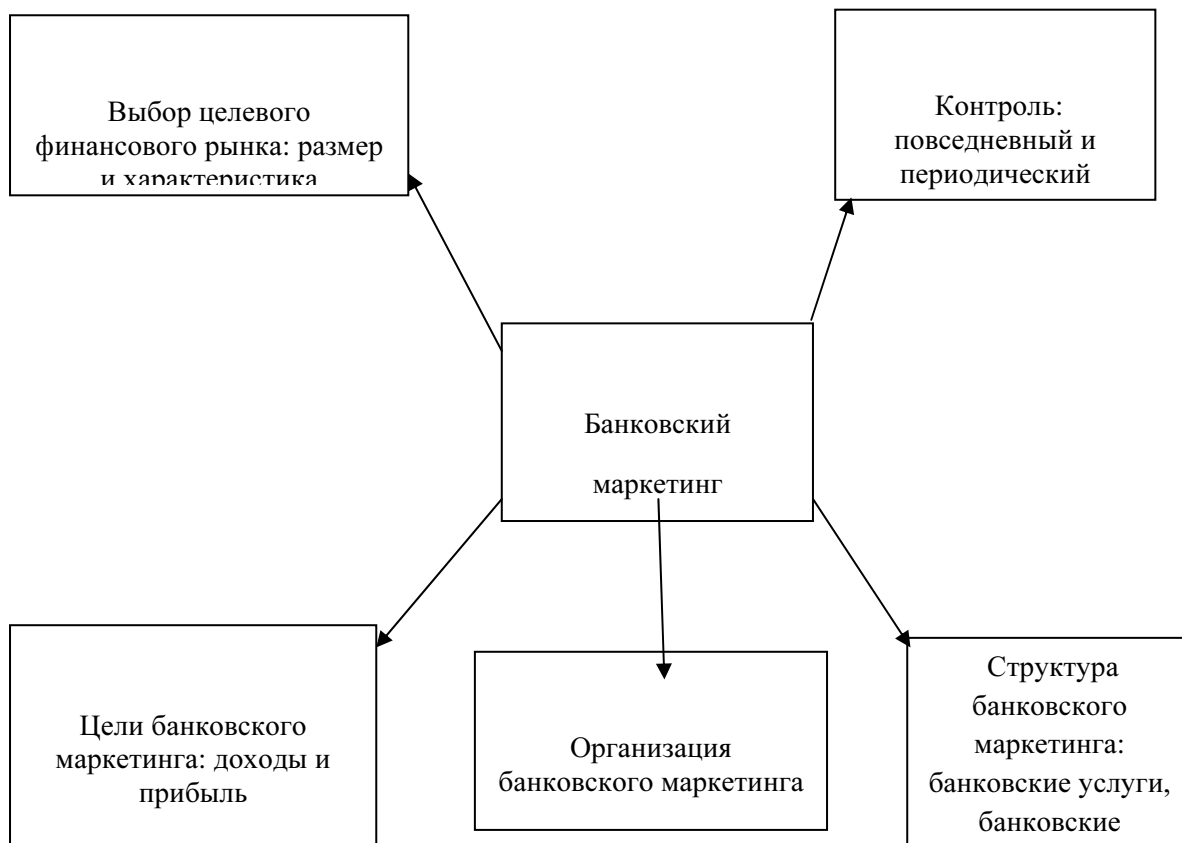 Выбор целевого
финансового рынка: размер
и характеристика
Контроль:
повседневный и
периодический
Банковский
маркетинг
Цели банковского
маркетинга: доходы и
прибыль
Организация
банковского маркетинга
Структура
банковского
маркетинга:
банковские услуги,
банковские